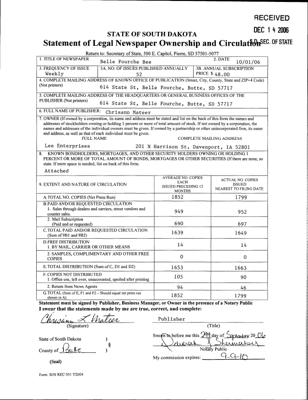 RECEIVED
DEC 14 2006
STATE OF SOUTH DAKOTA
Statement of Legal Newspaper Ownership and Circulation
S.D. SEC. OF STATE
Return to: Secretary of State, 500 E. Capitol, Pierre, SD 57501-5077
1. TITLE OF NEWSPAPER
Belle Fourche Bee
2. DATE
10/01/06
3. FREQUENCY OF ISSUE
Weekly
3A. NO. OF ISSUES PUBLISHED ANNUALLY
52
3B. ANNUAL SUBSCRIPTION
PRICE $ 48.00
4. COMPLETE MAILING ADDRESS OF KNOWN OFFICE OF PUBLICATION (Street, City, County, State and ZIP+4 Code)
(Not printers)
614 State St, Belle Fourche, Butte, SD 57717
5. COMPLETE MAILING ADDRESS OF THE HEADQUARTERS OR GENERAL BUSINESS OFFICES OF THE
PUBLISHER (Not printers)
614 State St, Belle Fourche, Butte, SD 57717
6. FULL NAME OF PUBLISHER:
Chrisann Mateer
7. OWNER (If owned by a corporation, its name and address must be stated and list on the back of this form the names and
addresses of stockholders owning or holding 1 percent or more of total amount of stock. If not owned by a corporation, the
names and addresses of the individual owners must be given. If owned by a partnership or other unincorporated firm, its name
and address, as well as that of each individual must be given.
FULL NAME
COMPLETE MAILING ADDRESS
Lee Enterprises
201 N Harrison St, Davenport, IA 52801
8. KNOWN BONDHOLDERS, MORTGAGES, AND OTHER SECURITY HOLDERS OWNING OR HOLDING 1
PERCENT OR MORE OF TOTAL AMOUNT OF BONDS, MORTGAGES OR OTHER SECURITIES (If there are none, so
state. If more space is needed, list on back of this form.
Attached
9. EXTENT AND NATURE OF CIRCULATION
AVERAGE NO. COPIES
EACH
ISSUES PRECEDING 12
MONTHS
ACTUAL NO. COPIES
ISSUED
NEAREST TO FILING DATE
A TOTAL NO. COPIES (Net Press Run)
1852
1799
B PAID AND/OR REQUESTED CIRCULATION
1. Sales through dealers and carriers, street vendors and
counter sales.
949
952
2. Mail Subscription
(Paid and/or requested)
690
697
C TOTAL PAID AND/OR REQUESTED CIRCULATION
(Sum of 9B1 and 9B2)
1639
1649
D FREE DISTRIBUTION
1. BY MAIL, CARRIER OR OTHER MEANS
14
14
2. SAMPLES, COMPLIMENTARY AND OTHER FREE
COPIES
0
0
E TOTAL DISTRIBUTION (Sum of C, D1 and D2)
1653
1663
F COPIES NOT DISTRIBUTED
1. Office use, left over, unaccounted, spoiled after printing
105
90
2. Return from News Agents
94
46
G TOTAL (Sum of E, F1 and F2 - Should equal net press run
shown in A)
1852
1799
Statement must be signed by Publisher, Business Manager, or Owner in the presence of a Notary Public
I swear that the statements made by me are true, correct, and complete:
Publisher
(Signature)
(Title)
State of South Dakota )
) §
County of Butte )
Sworn to before me this 29th day of September 2006
Notary Public
(Seal)
My commission expires: 9-9-10